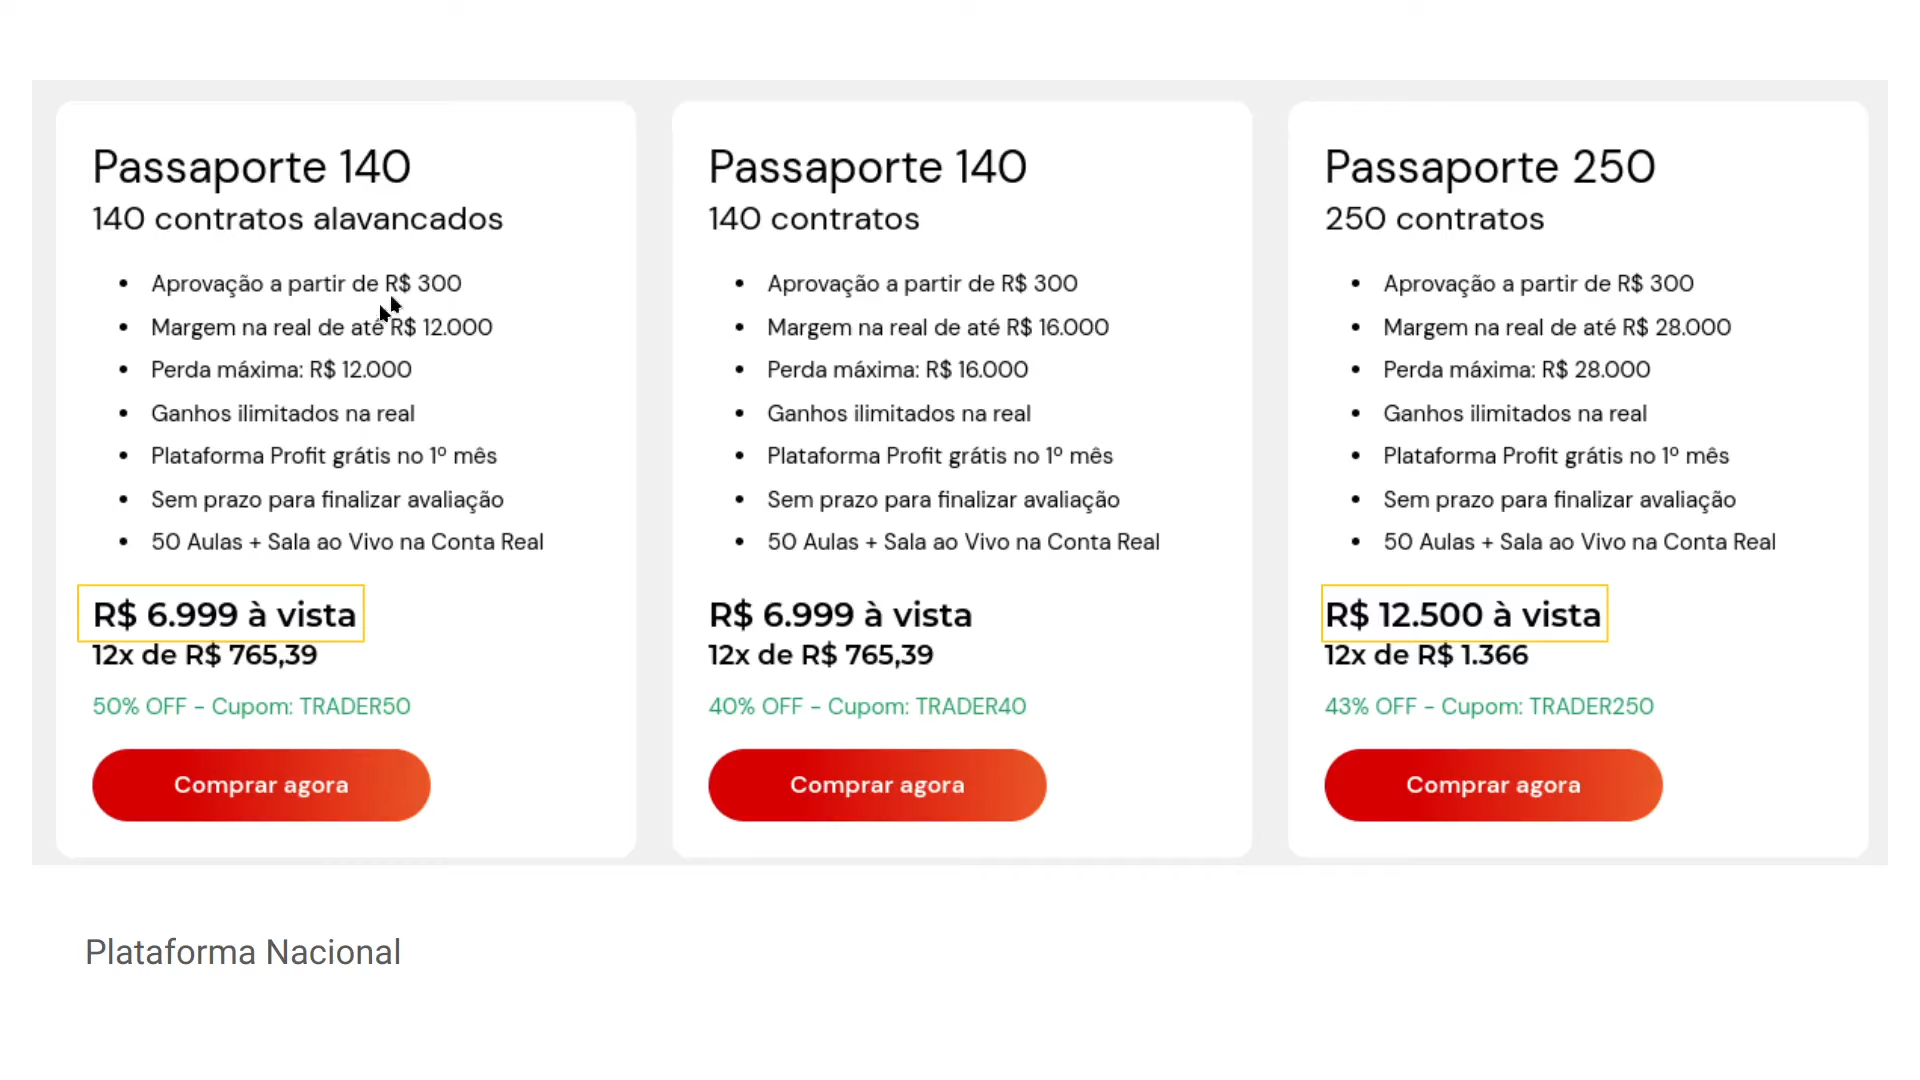 Passaporte 140
140 contratos alavancados
Aprovação a partir de R$ 300
Margem na real de até R$ 12.000
Perda máxima: R$ 12.000
Ganhos ilimitados na real
Plataforma Profit grátis no 1º mês
Sem prazo para finalizar avaliação
50 Aulas + Sala ao Vivo na Conta Real
R$ 6.999 à vista
12x de R$ 765,39
50% OFF - Cupom: TRADER50
Comprar agora
Passaporte 140
140 contratos
Aprovação a partir de R$ 300
Margem na real de até R$ 16.000
Perda máxima: R$ 16.000
Ganhos ilimitados na real
Plataforma Profit grátis no 1º mês
Sem prazo para finalizar avaliação
50 Aulas + Sala ao Vivo na Conta Real
R$ 6.999 à vista
12x de R$ 765,39
40% OFF - Cupom: TRADER40
Comprar agora
Passaporte 250
250 contratos
Aprovação a partir de R$ 300
Margem na real de até R$ 28.000
Perda máxima: R$ 28.000
Ganhos ilimitados na real
Plataforma Profit grátis no 1º mês
Sem prazo para finalizar avaliação
50 Aulas + Sala ao Vivo na Conta Real
R$ 12.500 à vista
12x de R$ 1.366
43% OFF - Cupom: TRADER250
Comprar agora
Plataforma Nacional